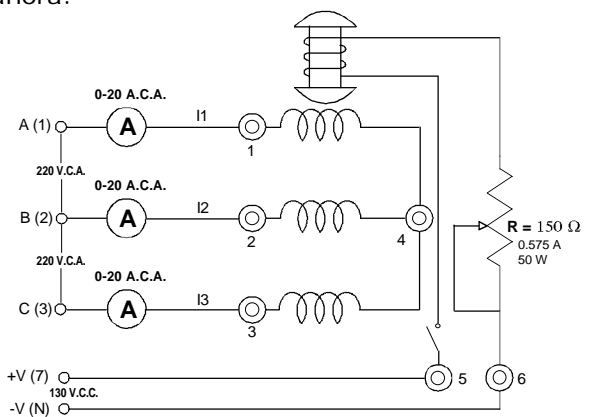 ahora?
0-20 A.C.A.
A (1)
A
I1
1
220 V.C.A.
0-20 A.C.A.
B (2)
A
I2
2
4
R = 150 Ω
0.575 A
50 W
220 V.C.A.
0-20 A.C.A.
C (3)
A
I3
3
+V (7)
5
6
130 V.C.C.
-V (N)